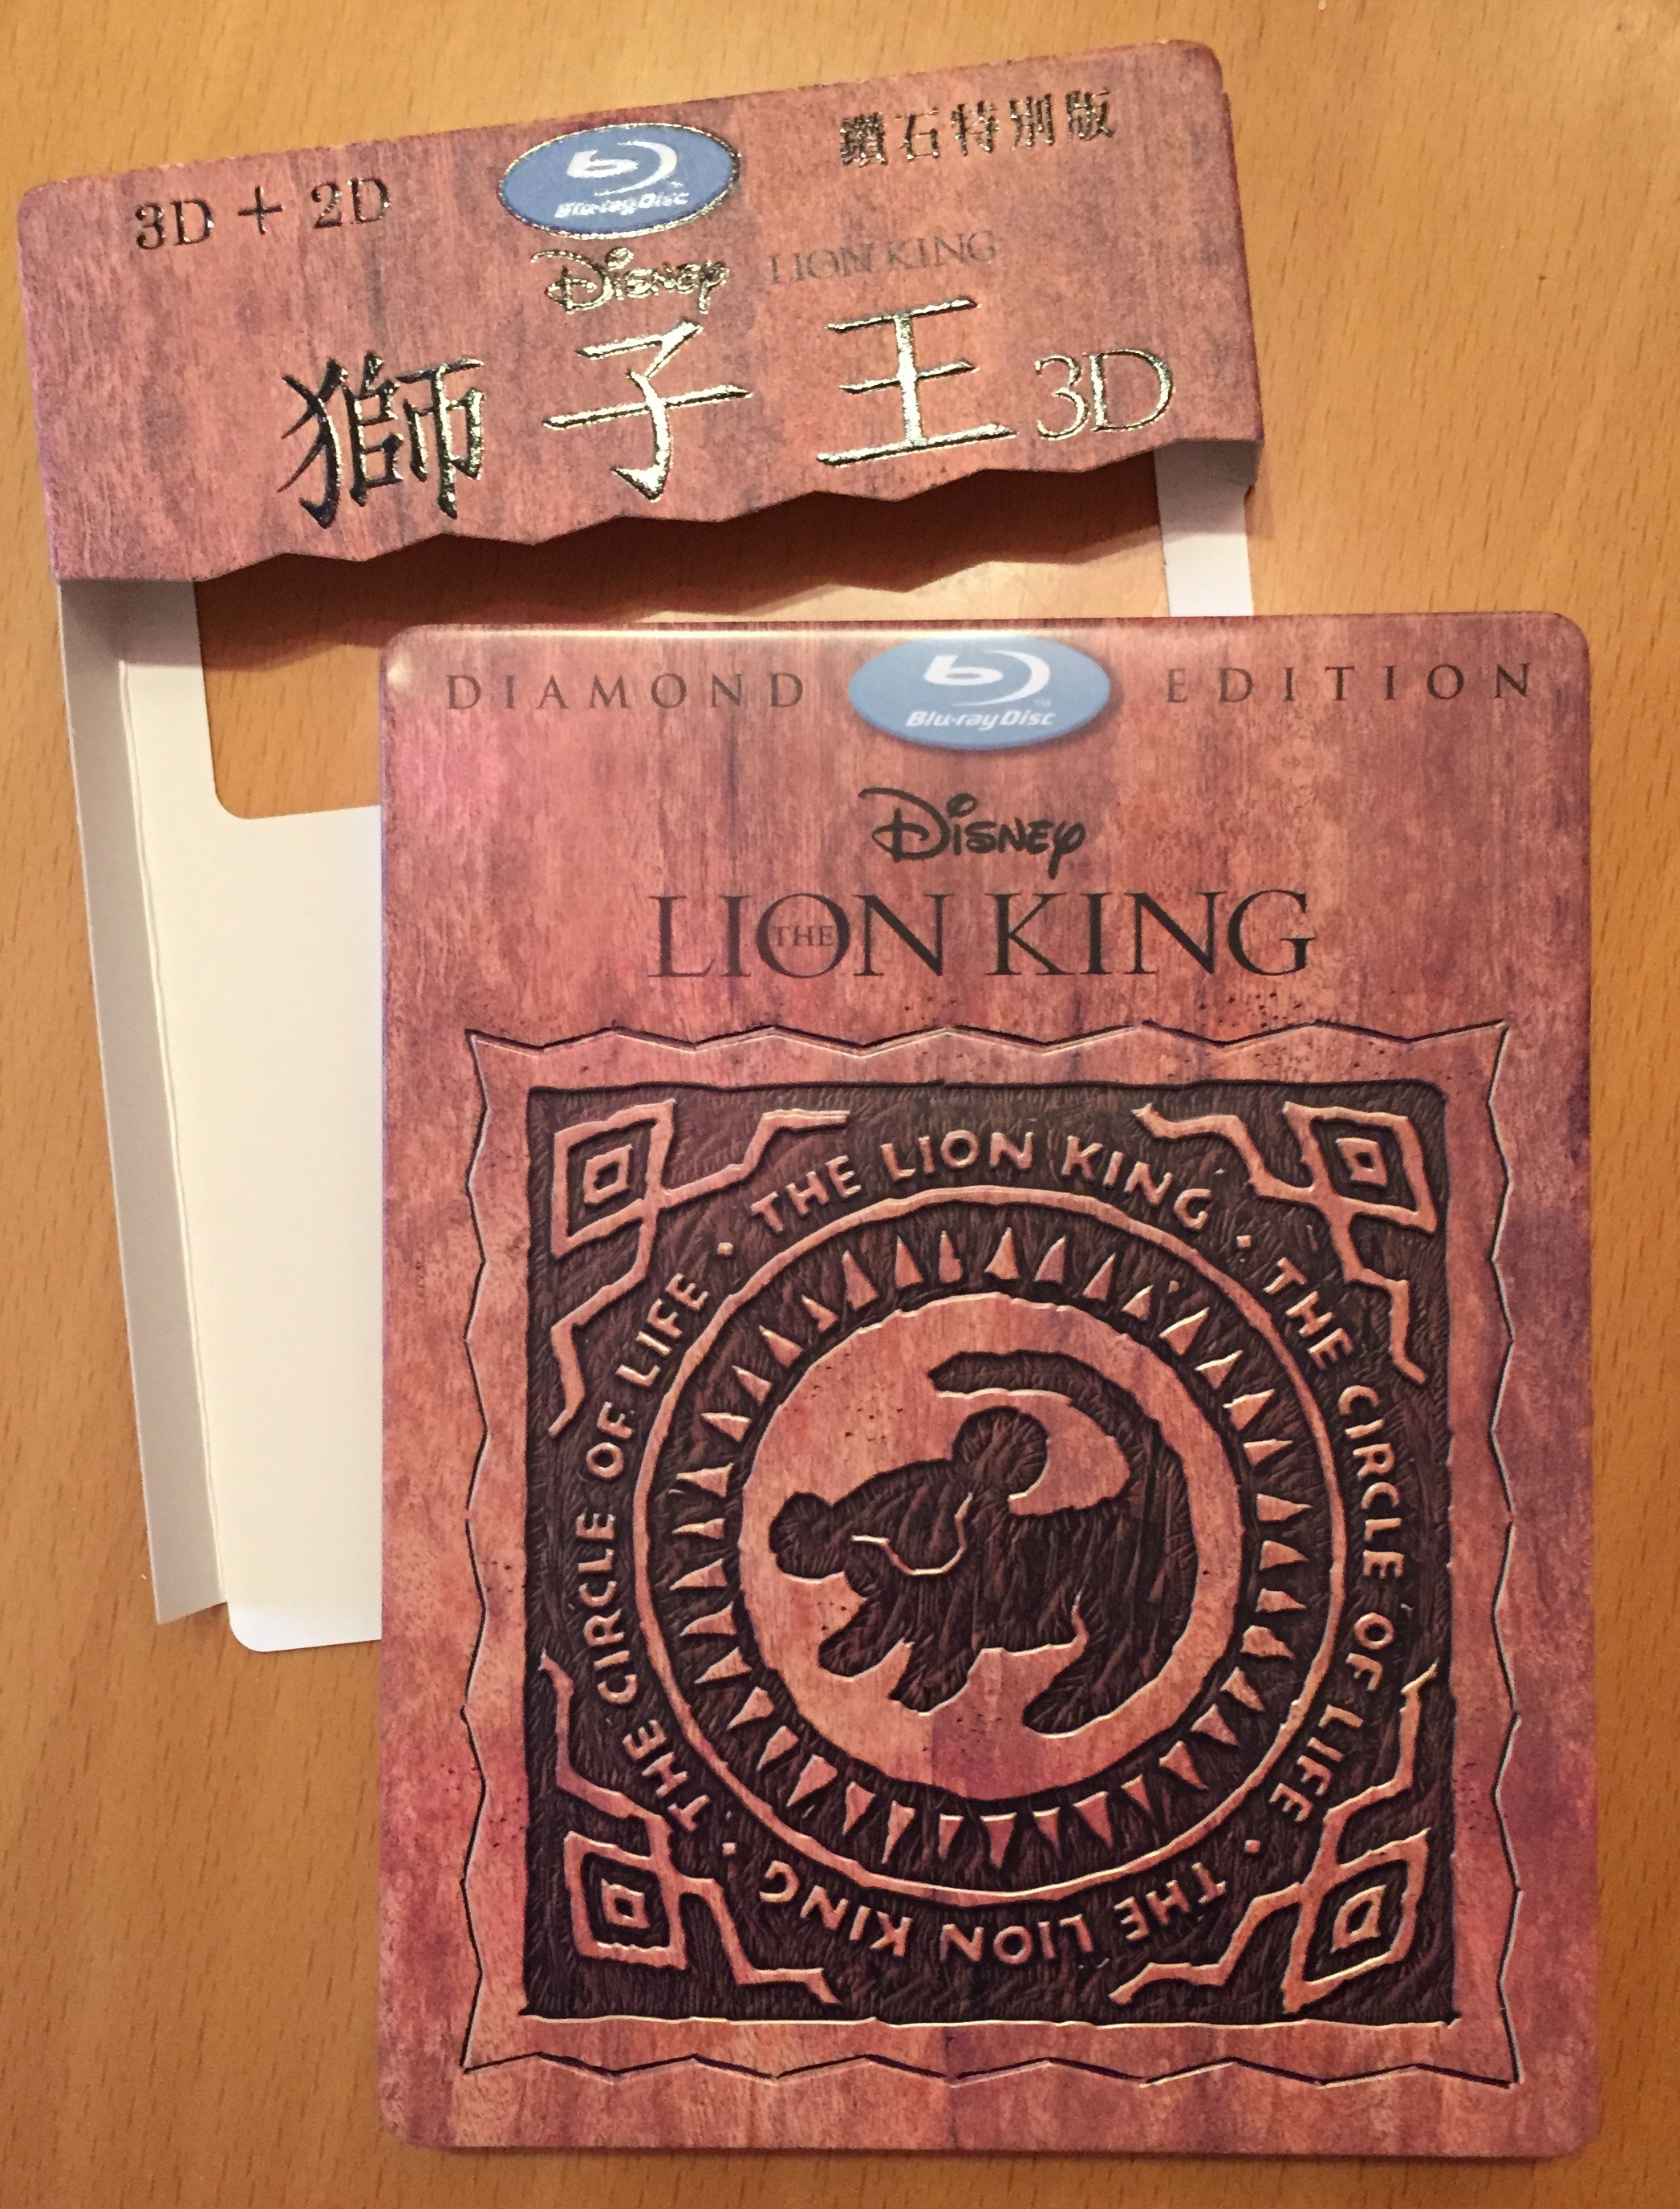 3D + 2D
Blu-ray Disc
鑽石特別版
Disney
LION KING
獅子王 3D
DIAMOND
Blu-ray Disc
TM
EDITION
Disney
THE
LION KING
THE LION KING · THE CIRCLE OF LIFE · THE LION KING · THE CIRCLE OF LIFE ·